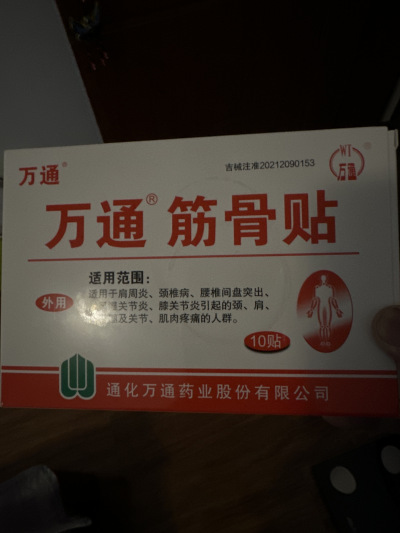 万通®
吉械注准20212090153
WT
万通
万通®筋骨贴
适用范围:
外用
适用于肩周炎、颈椎病、腰椎间盘突出、
关节炎、膝关节炎引起的颈、肩、
及关节、肌肉疼痛的人群。
10贴
通化万通药业股份有限公司